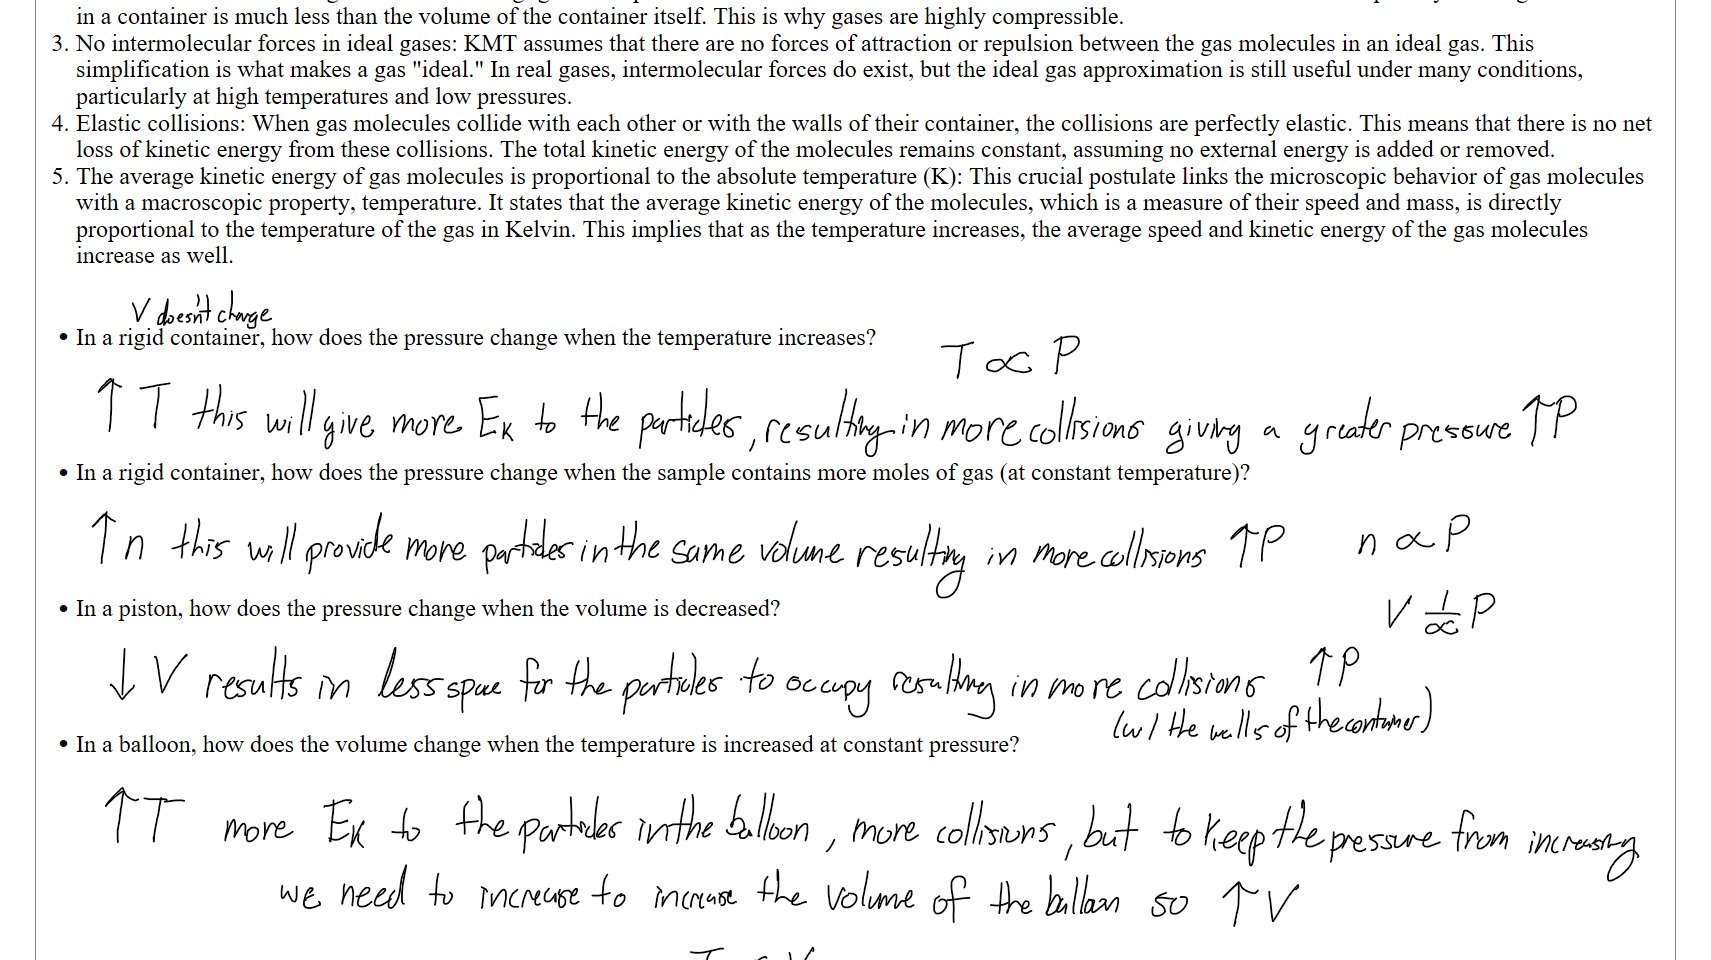 in a container is much less than the volume of the container itself. This is why gases are highly compressible.
3. No intermolecular forces in ideal gases: KMT assumes that there are no forces of attraction or repulsion between the gas molecules in an ideal gas. This
simplification is what makes a gas "ideal." In real gases, intermolecular forces do exist, but the ideal gas approximation is still useful under many conditions,
particularly at high temperatures and low pressures.
4. Elastic collisions: When gas molecules collide with each other or with the walls of their container, the collisions are perfectly elastic. This means that there is no net
loss of kinetic energy from these collisions. The total kinetic energy of the molecules remains constant, assuming no external energy is added or removed.
5. The average kinetic energy of gas molecules is proportional to the absolute temperature (K): This crucial postulate links the microscopic behavior of gas molecules
with a macroscopic property, temperature. It states that the average kinetic energy of the molecules, which is a measure of their speed and mass, is directly
proportional to the temperature of the gas in Kelvin. This implies that as the temperature increases, the average speed and kinetic energy of the gas molecules
increase as well.
V doesn't change
• In a rigid container, how does the pressure change when the temperature increases?
T ∝ P
↑ T this will give more EK to the particles, resulting in more collisions giving a greater pressure ↑P
• In a rigid container, how does the pressure change when the sample contains more moles of gas (at constant temperature)?
↑ n this will provide more particles in the same volume resulting in more collisions ↑P n ∝ P
• In a piston, how does the pressure change when the volume is decreased?
V 1/∝ P
↓ V results in less space for the particles to occupy resulting in more collisions ↑P
(w/ the walls of the container)
• In a balloon, how does the volume change when the temperature is increased at constant pressure?
↑T more EK to the particles in the balloon, more collisions, but to keep the pressure from increasing
we need to increase to increase the volume of the balloon so ↑V